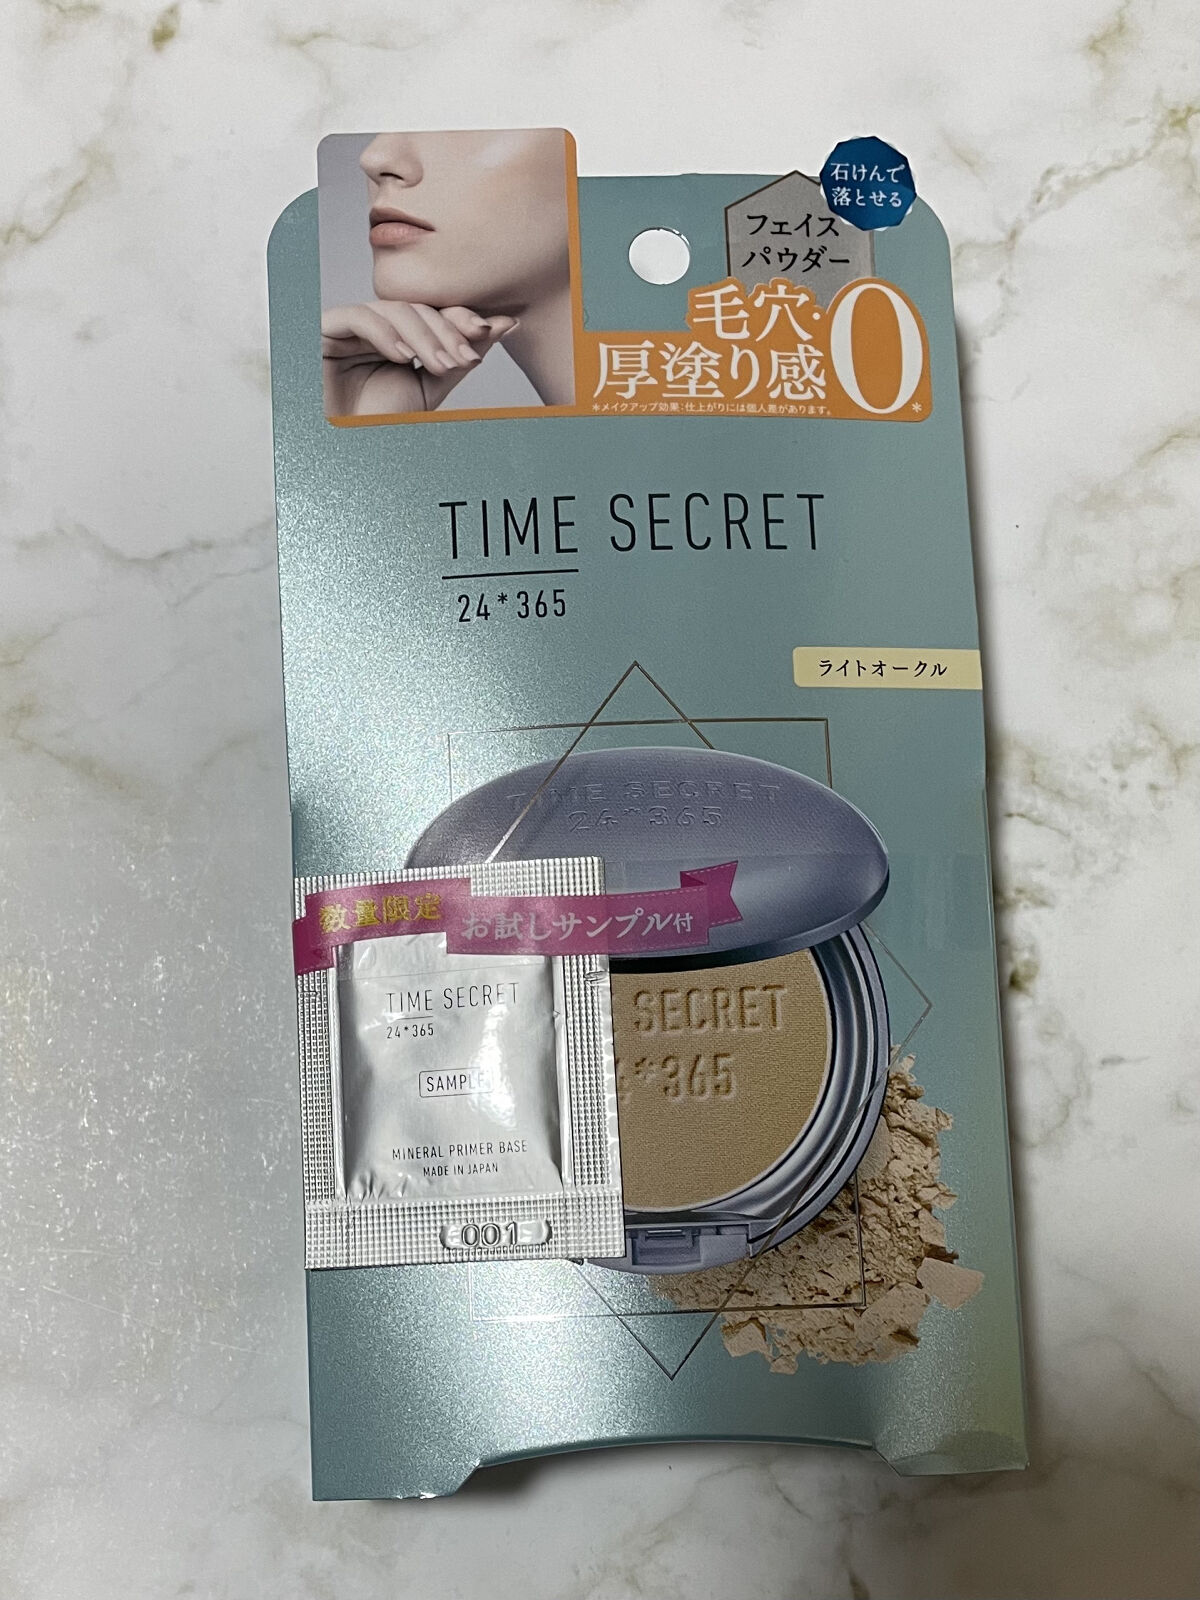 石けんで
落とせる
フェイス
パウダー
毛穴・
厚塗り感0*
*メイクアップ効果:仕上がりには個人差があります。
TIME SECRET
24*365
ライトオークル
TIME SECRET
24*365
数量限定 お試しサンプル付
SECRET
*365
TIME SECRET
24*365
SAMPLE
MINERAL PRIMER BASE
MADE IN JAPAN
001